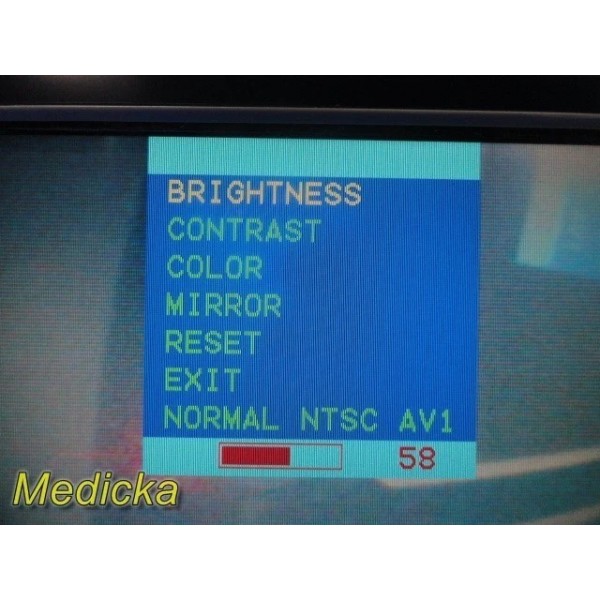 BRIGHTNESS
CONTRAST
COLOR
MIRROR
RESET
EXIT
NORMAL NTSC AV1
58
Medicka